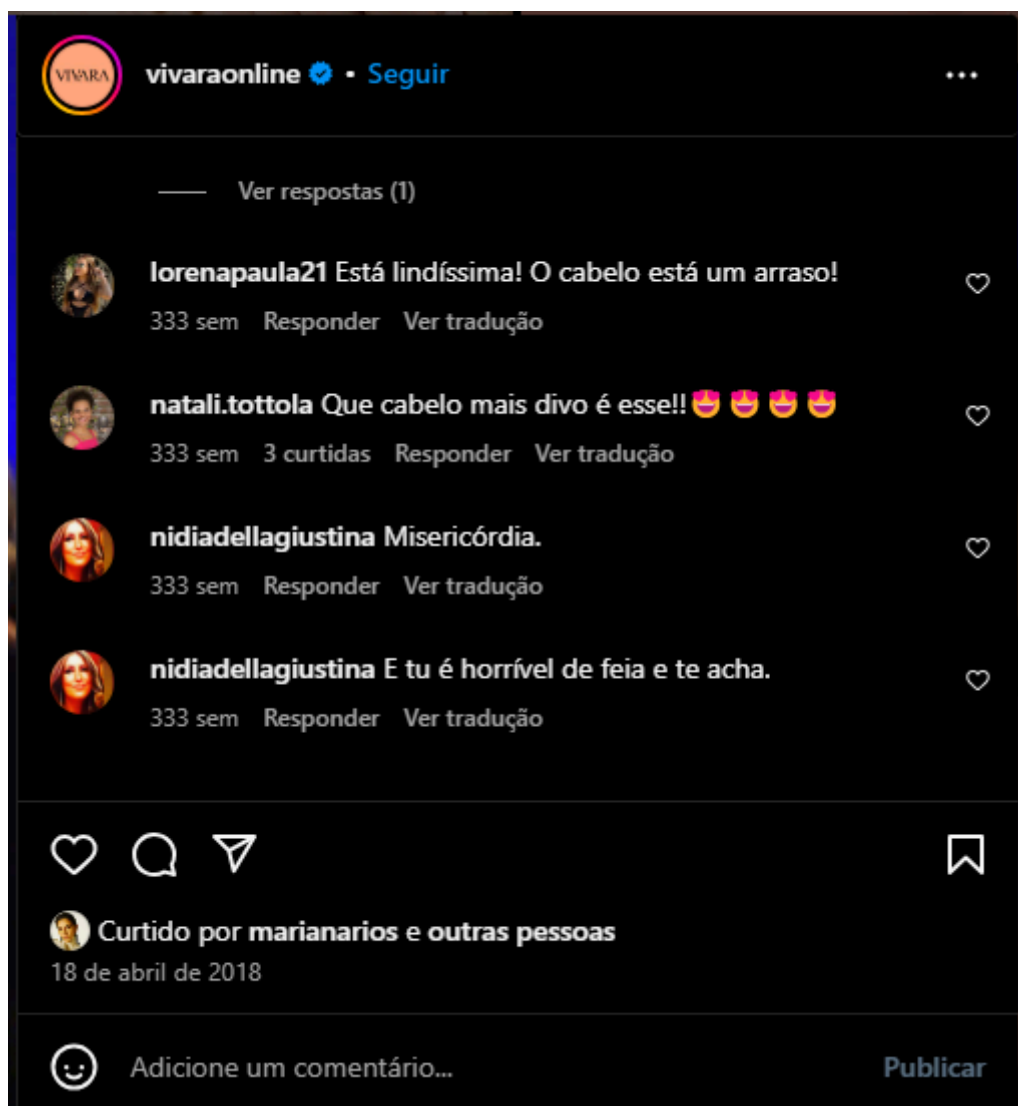 VIVARA
vivaraonline • Seguir
Ver respostas (1)
lorenapaula21 Está lindíssima! O cabelo está um arraso!
333 sem Responder Ver tradução
natali.tottola Que cabelo mais divo é esse!!😍😍😍😍
333 sem 3 curtidas Responder Ver tradução
nidiadellagiustina Misericórdia.
333 sem Responder Ver tradução
nidiadellagiustina E tu é horrível de feia e te acha.
333 sem Responder Ver tradução
Curtido por marianarios e outras pessoas
18 de abril de 2018
Adicione um comentário... Publicar